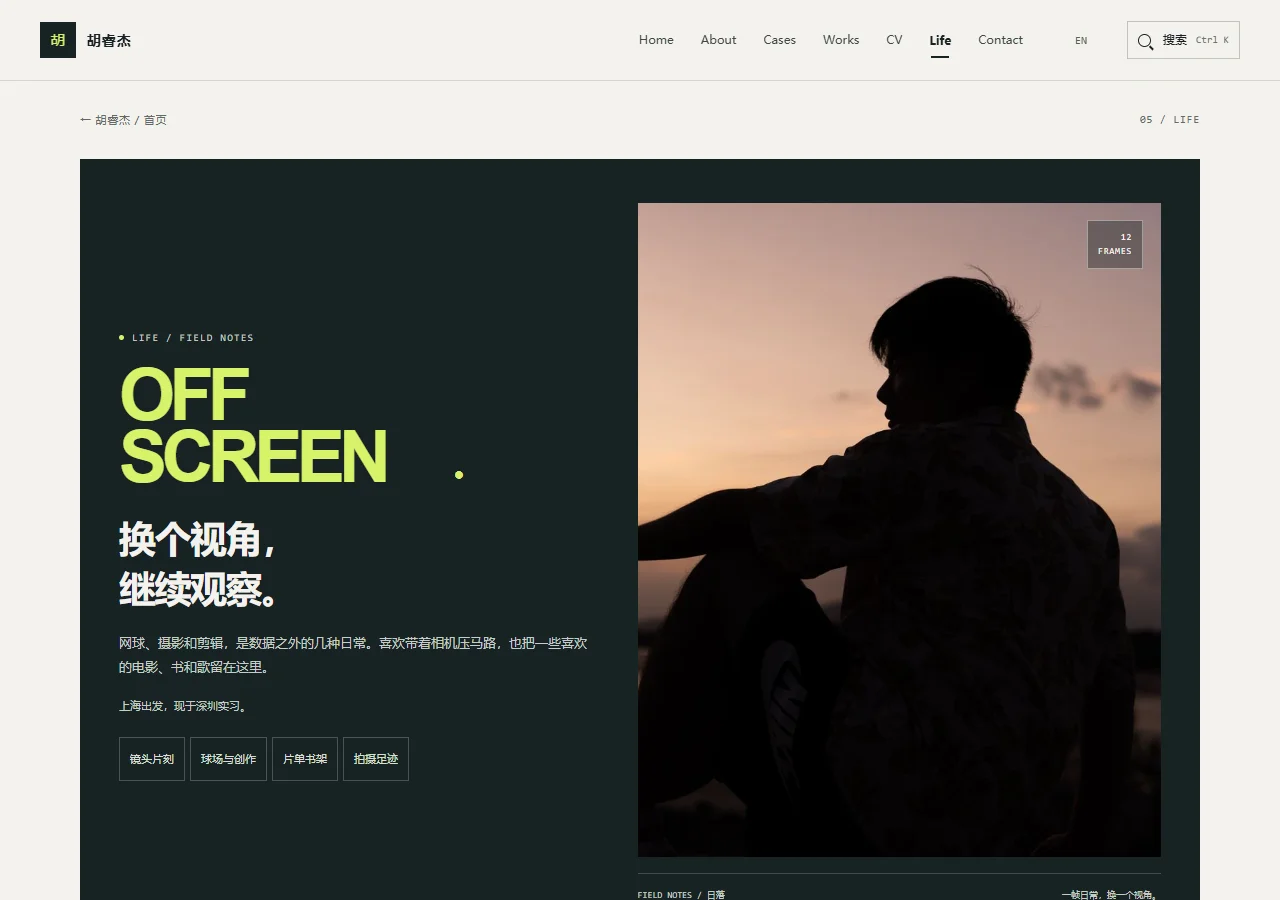 胡 胡睿杰 Home About Cases Works CV Life Contact EN 搜索 Ctrl K
← 胡睿杰 / 首页 05 / LIFE
12
FRAMES
LIFE / FIELD NOTES
OFF
SCREEN
换个视角，
继续观察。
网球、摄影和剪辑，是数据之外的几种日常。喜欢带着相机压马路，也把一些喜欢
的电影、书和歌留在这里。
上海出发，现于深圳实习。
镜头片刻 球场与创作 片单书架 拍摄足迹
FIELD NOTES / 日落 一帧日常，换一个视角。